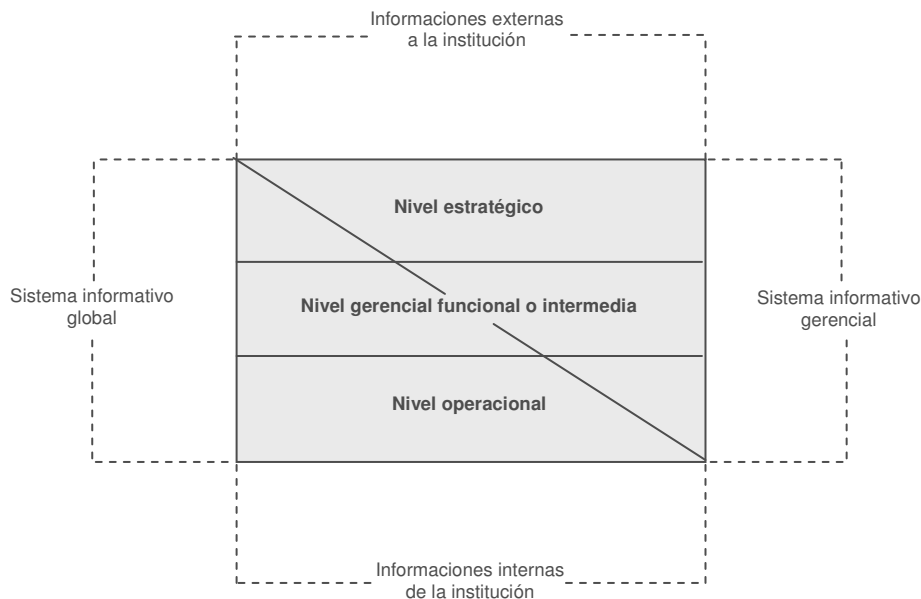 Informaciones externas
a la institución
Nivel estratégico
Sistema informativo
global
Nivel gerencial funcional o intermedia
Sistema informativo
gerencial
Nivel operacional
Informaciones internas
de la institución